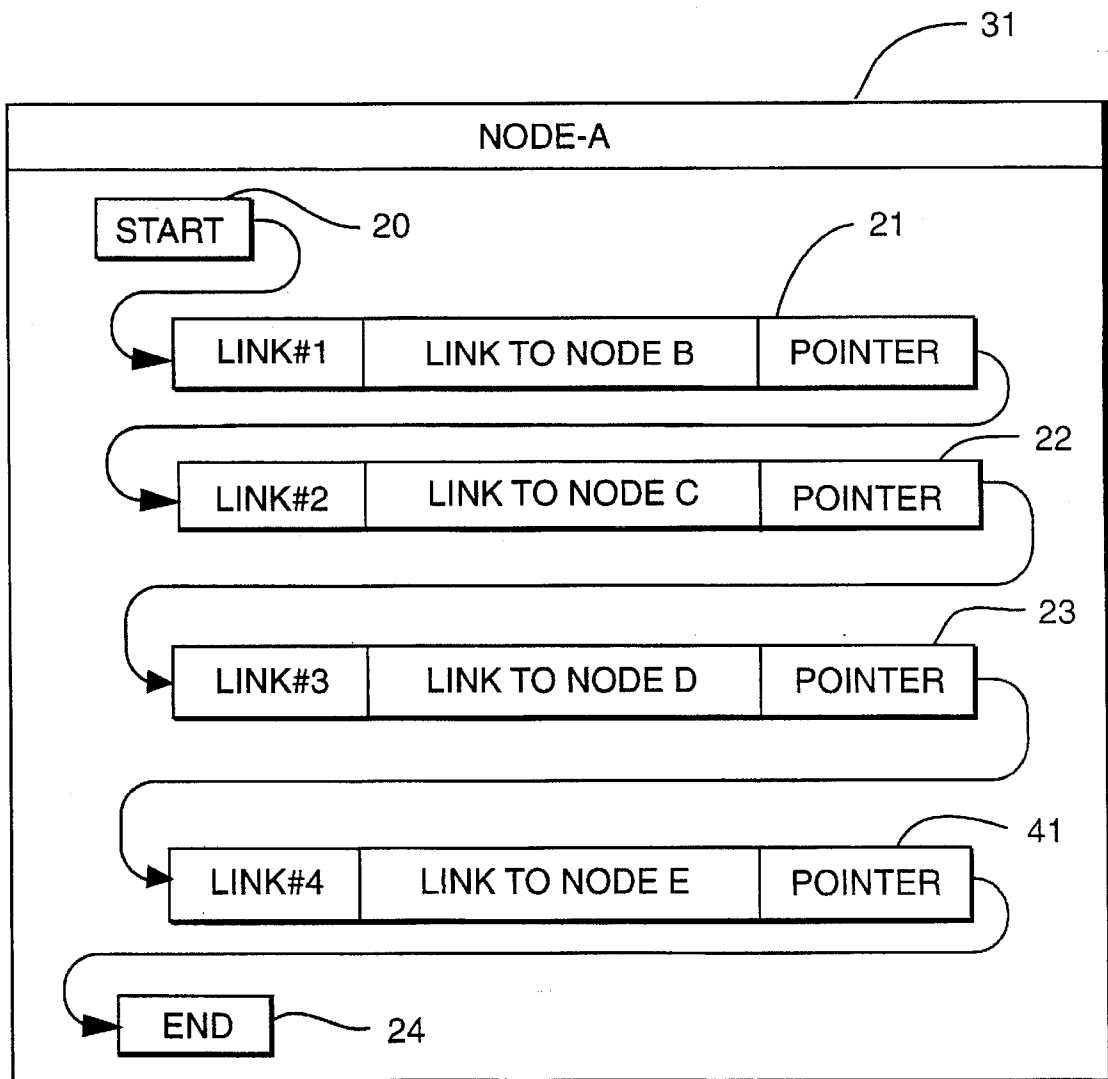 31
NODE-A
START 20
21
LINK#1 LINK TO NODE B POINTER
22
LINK#2 LINK TO NODE C POINTER
23
LINK#3 LINK TO NODE D POINTER
41
LINK#4 LINK TO NODE E POINTER
END 24